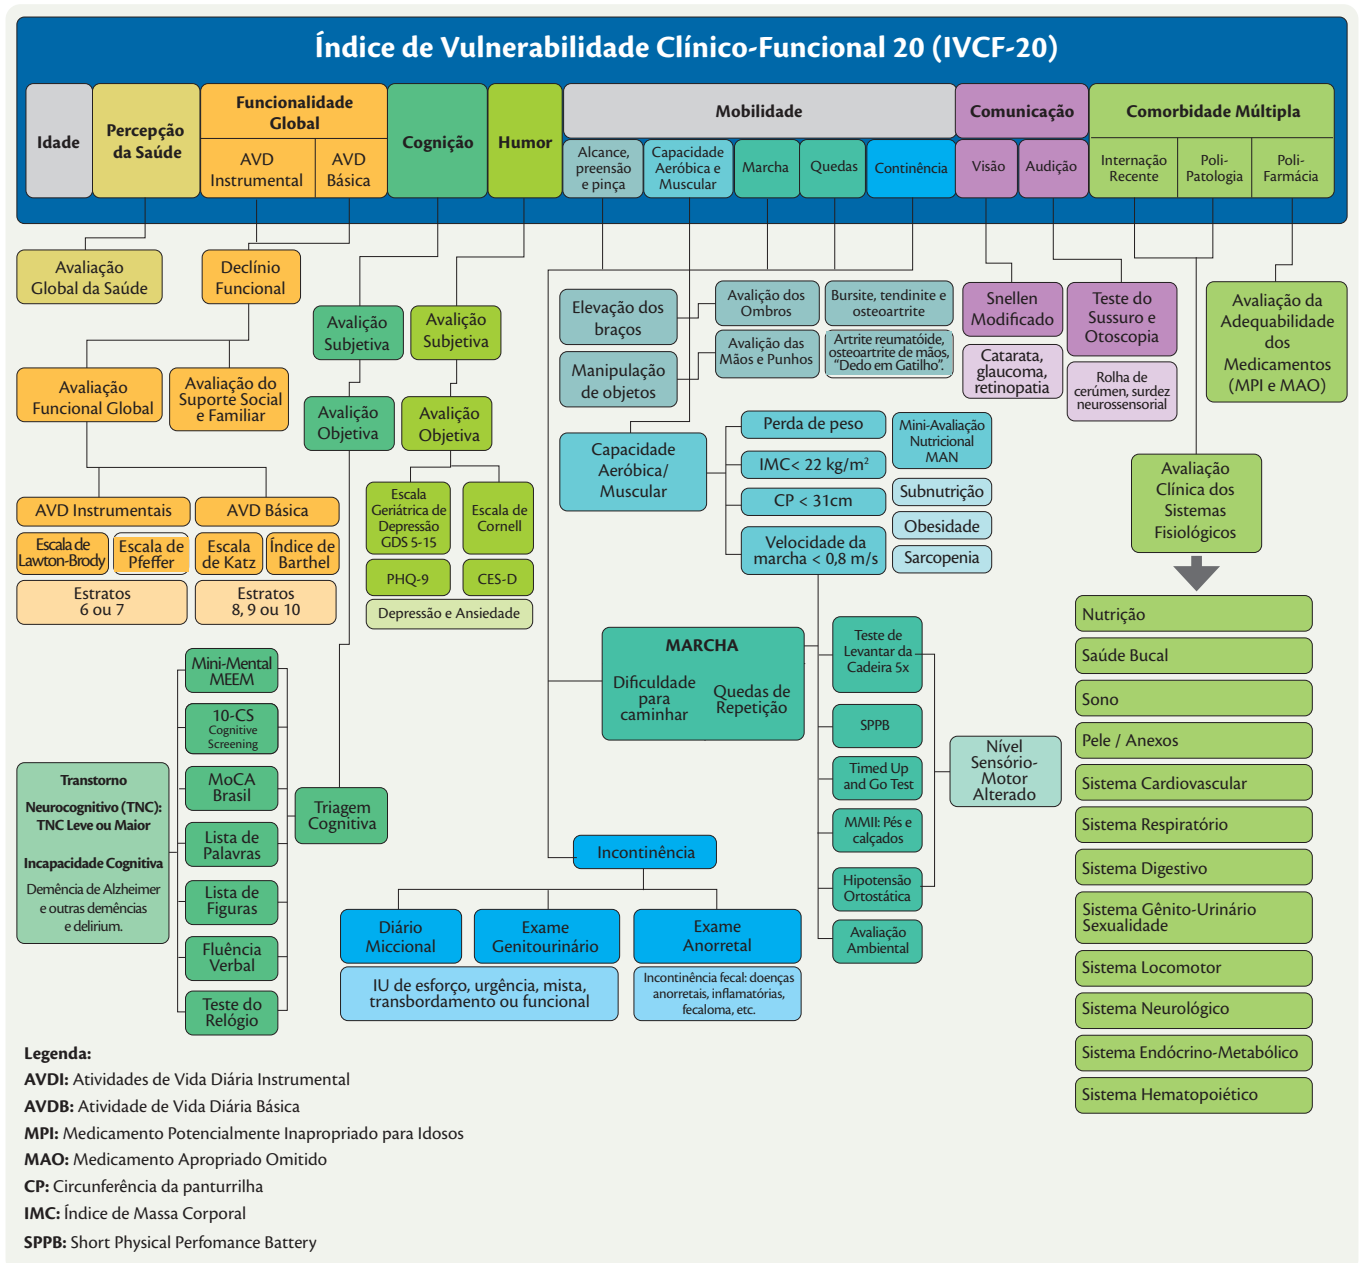 Índice de Vulnerabilidade Clínico-Funcional 20 (IVCF-20)
Idade
Percepção
da Saúde
Funcionalidade
Global
AVD
Instrumental
AVD
Básica
Cognição
Humor
Mobilidade
Alcance,
preensão
e pinça
Capacidade
Aeróbica e
Muscular
Marcha
Quedas
Continência
Comunicação
Visão
Audição
Comorbidade Múltipla
Internação
Recente
Poli-
Patologia
Poli-
Farmácia
Avaliação
Global da Saúde
Declínio
Funcional
Avaliação
Funcional Global
Avaliação do
Suporte Social
e Familiar
AVD Instrumentais
AVD Básica
Escala de
Lawton-Brody
Escala de
Pfeffer
Escala
de Katz
Índice de
Barthel
Estratos
6 ou 7
Estratos
8, 9 ou 10
Avalição
Subjetiva
Avalição
Objetiva
Avalição
Subjetiva
Avalição
Objetiva
Escala
Geriátrica de
Depressão
GDS 5-15
Escala de
Cornell
PHQ-9
CES-D
Depressão e Ansiedade
Elevação dos
braços
Manipulação
de objetos
Avalição dos
Ombros
Avalição das
Mãos e Punhos
Bursite, tendinite e
osteoartrite
Artrite reumatóide,
osteoartrite de mãos,
“Dedo em Gatilho”.
Snellen
Modificado
Catarata,
glaucoma,
retinopatia
Teste do
Sussuro e
Otoscopia
Rolha de
cerúmen, surdez
neurossensorial
Avaliação da
Adequabilidade
dos
Medicamentos
(MPI e MAO)
Capacidade
Aeróbica/
Muscular
Perda de peso
IMC< 22 kg/m²
CP < 31cm
Velocidade da
marcha < 0,8 m/s
Mini-Avaliação
Nutricional
MAN
Subnutrição
Obesidade
Sarcopenia
Avaliação
Clínica dos
Sistemas
Fisiológicos
Nutrição
Saúde Bucal
Sono
Pele / Anexos
Sistema Cardiovascular
Sistema Respiratório
Sistema Digestivo
Sistema Gênito-Urinário
Sexualidade
Sistema Locomotor
Sistema Neurológico
Sistema Endócrino-Metabólico
Sistema Hematopoiético
MARCHA
Dificuldade
para
caminhar
Quedas de
Repetição
Teste de
Levantar da
Cadeira 5x
SPPB
Timed Up
and Go Test
MMII: Pés e
calçados
Hipotensão
Ortostática
Avaliação
Ambiental
Nível
Sensório-
Motor
Alterado
Transtorno
Neurocognitivo (TNC):
TNC Leve ou Maior
Incapacidade Cognitiva
Demência de Alzheimer
e outras demências
e delirium.
Mini-Mental
MEEM
10-CS
Cognitive
Screening
MoCA
Brasil
Lista de
Palavras
Lista de
Figuras
Fluência
Verbal
Teste do
Relógio
Triagem
Cognitiva
Incontinência
Diário
Miccional
Exame
Genitourinário
Exame
Anorretal
IU de esforço, urgência, mista,
transbordamento ou funcional
Incontinência fecal: doenças
anorretais, inflamatórias,
fecaloma, etc.
Legenda:
AVDI: Atividades de Vida Diária Instrumental
AVDB: Atividade de Vida Diária Básica
MPI: Medicamento Potencialmente Inapropriado para Idosos
MAO: Medicamento Apropriado Omitido
CP: Circunferência da panturrilha
IMC: Índice de Massa Corporal
SPPB: Short Physical Perfomance Battery